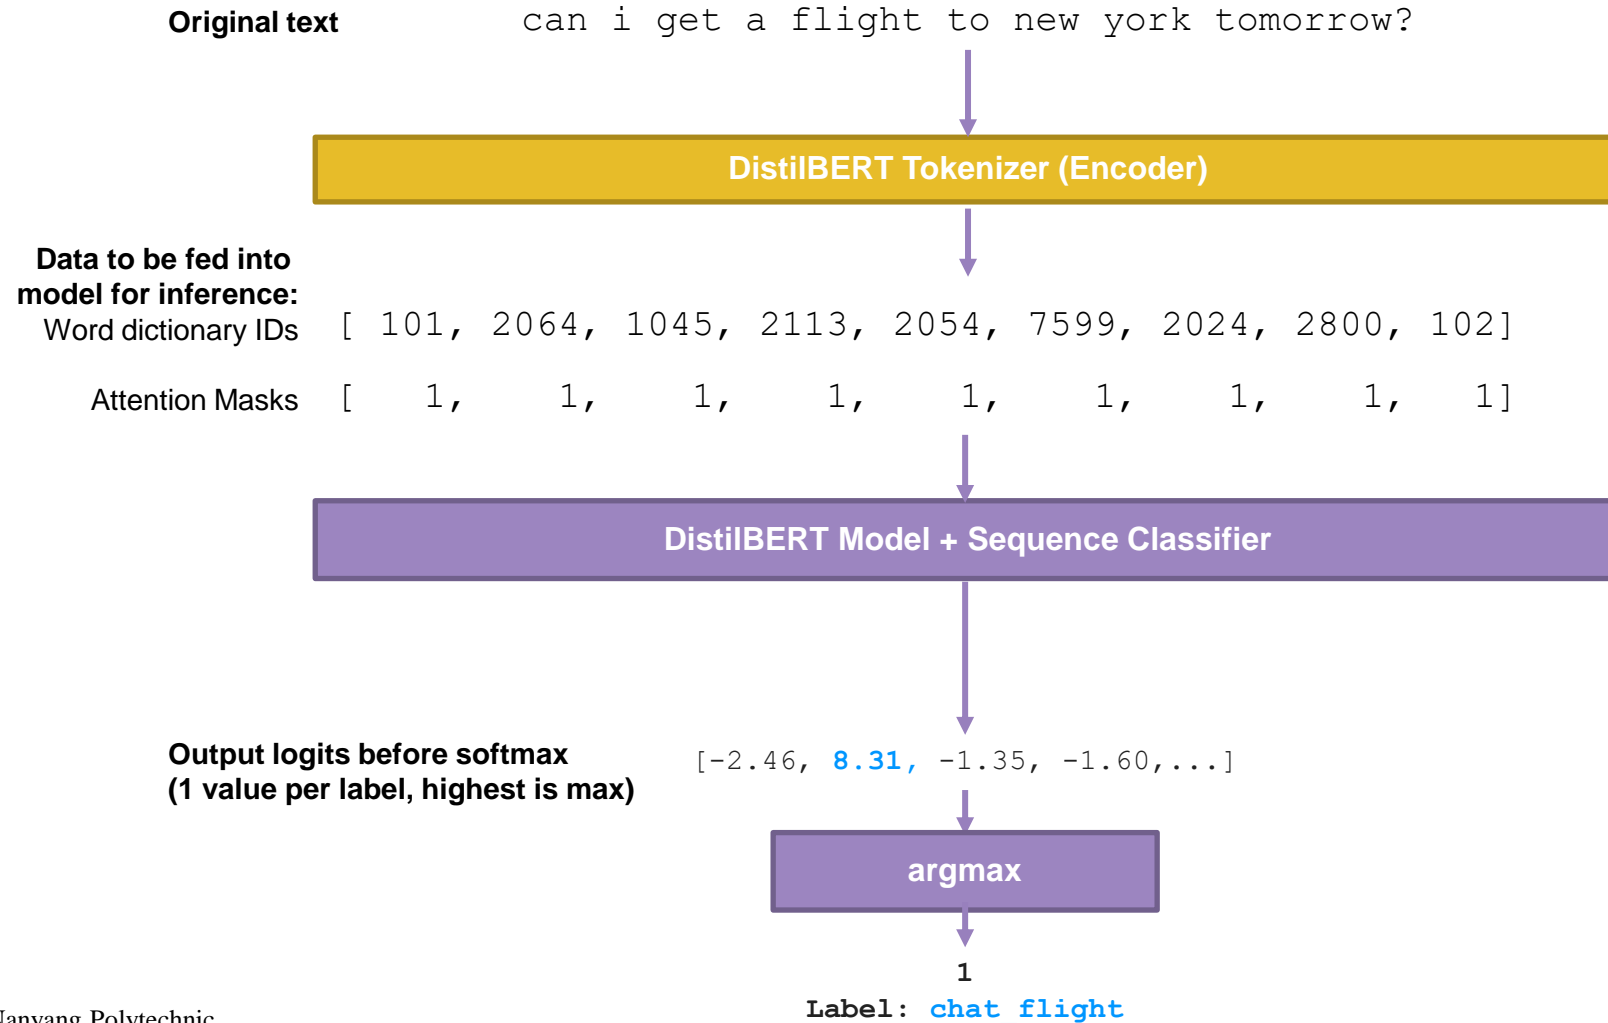 Original text
can i get a flight to new york tomorrow?
DistilBERT Tokenizer (Encoder)
Data to be fed into
model for inference:
Word dictionary IDs [ 101, 2064, 1045, 2113, 2054, 7599, 2024, 2800, 102]
Attention Masks [ 1, 1, 1, 1, 1, 1, 1, 1, 1]
DistilBERT Model + Sequence Classifier
Output logits before softmax
(1 value per label, highest is max)
[-2.46, 8.31, -1.35, -1.60,...]
argmax
1
Label: chat flight
Polytechnic